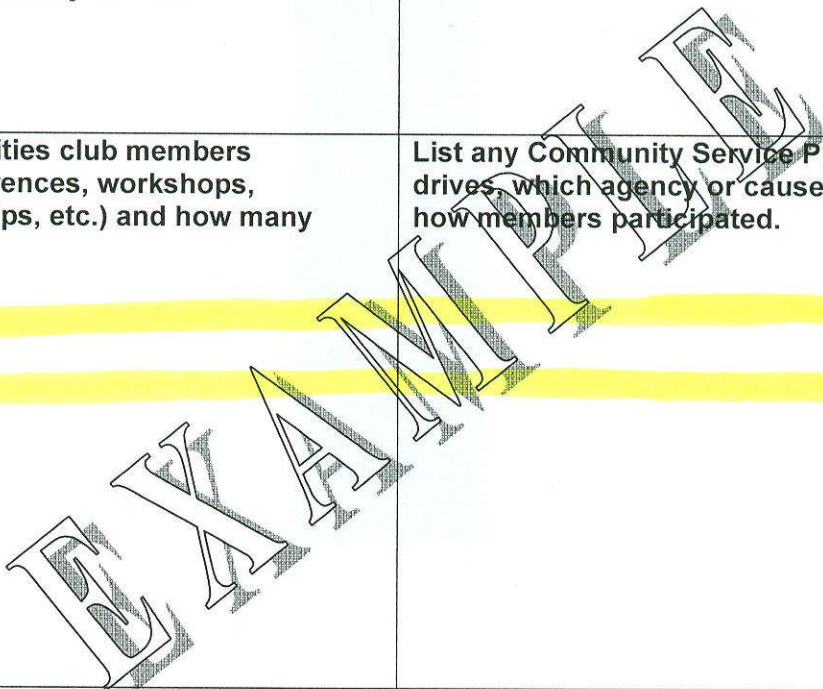 ities club members
rences, workshops,
ps, etc.) and how many
List any Community Service P
drives, which agency or cause
how members participated.
EXAMPLE